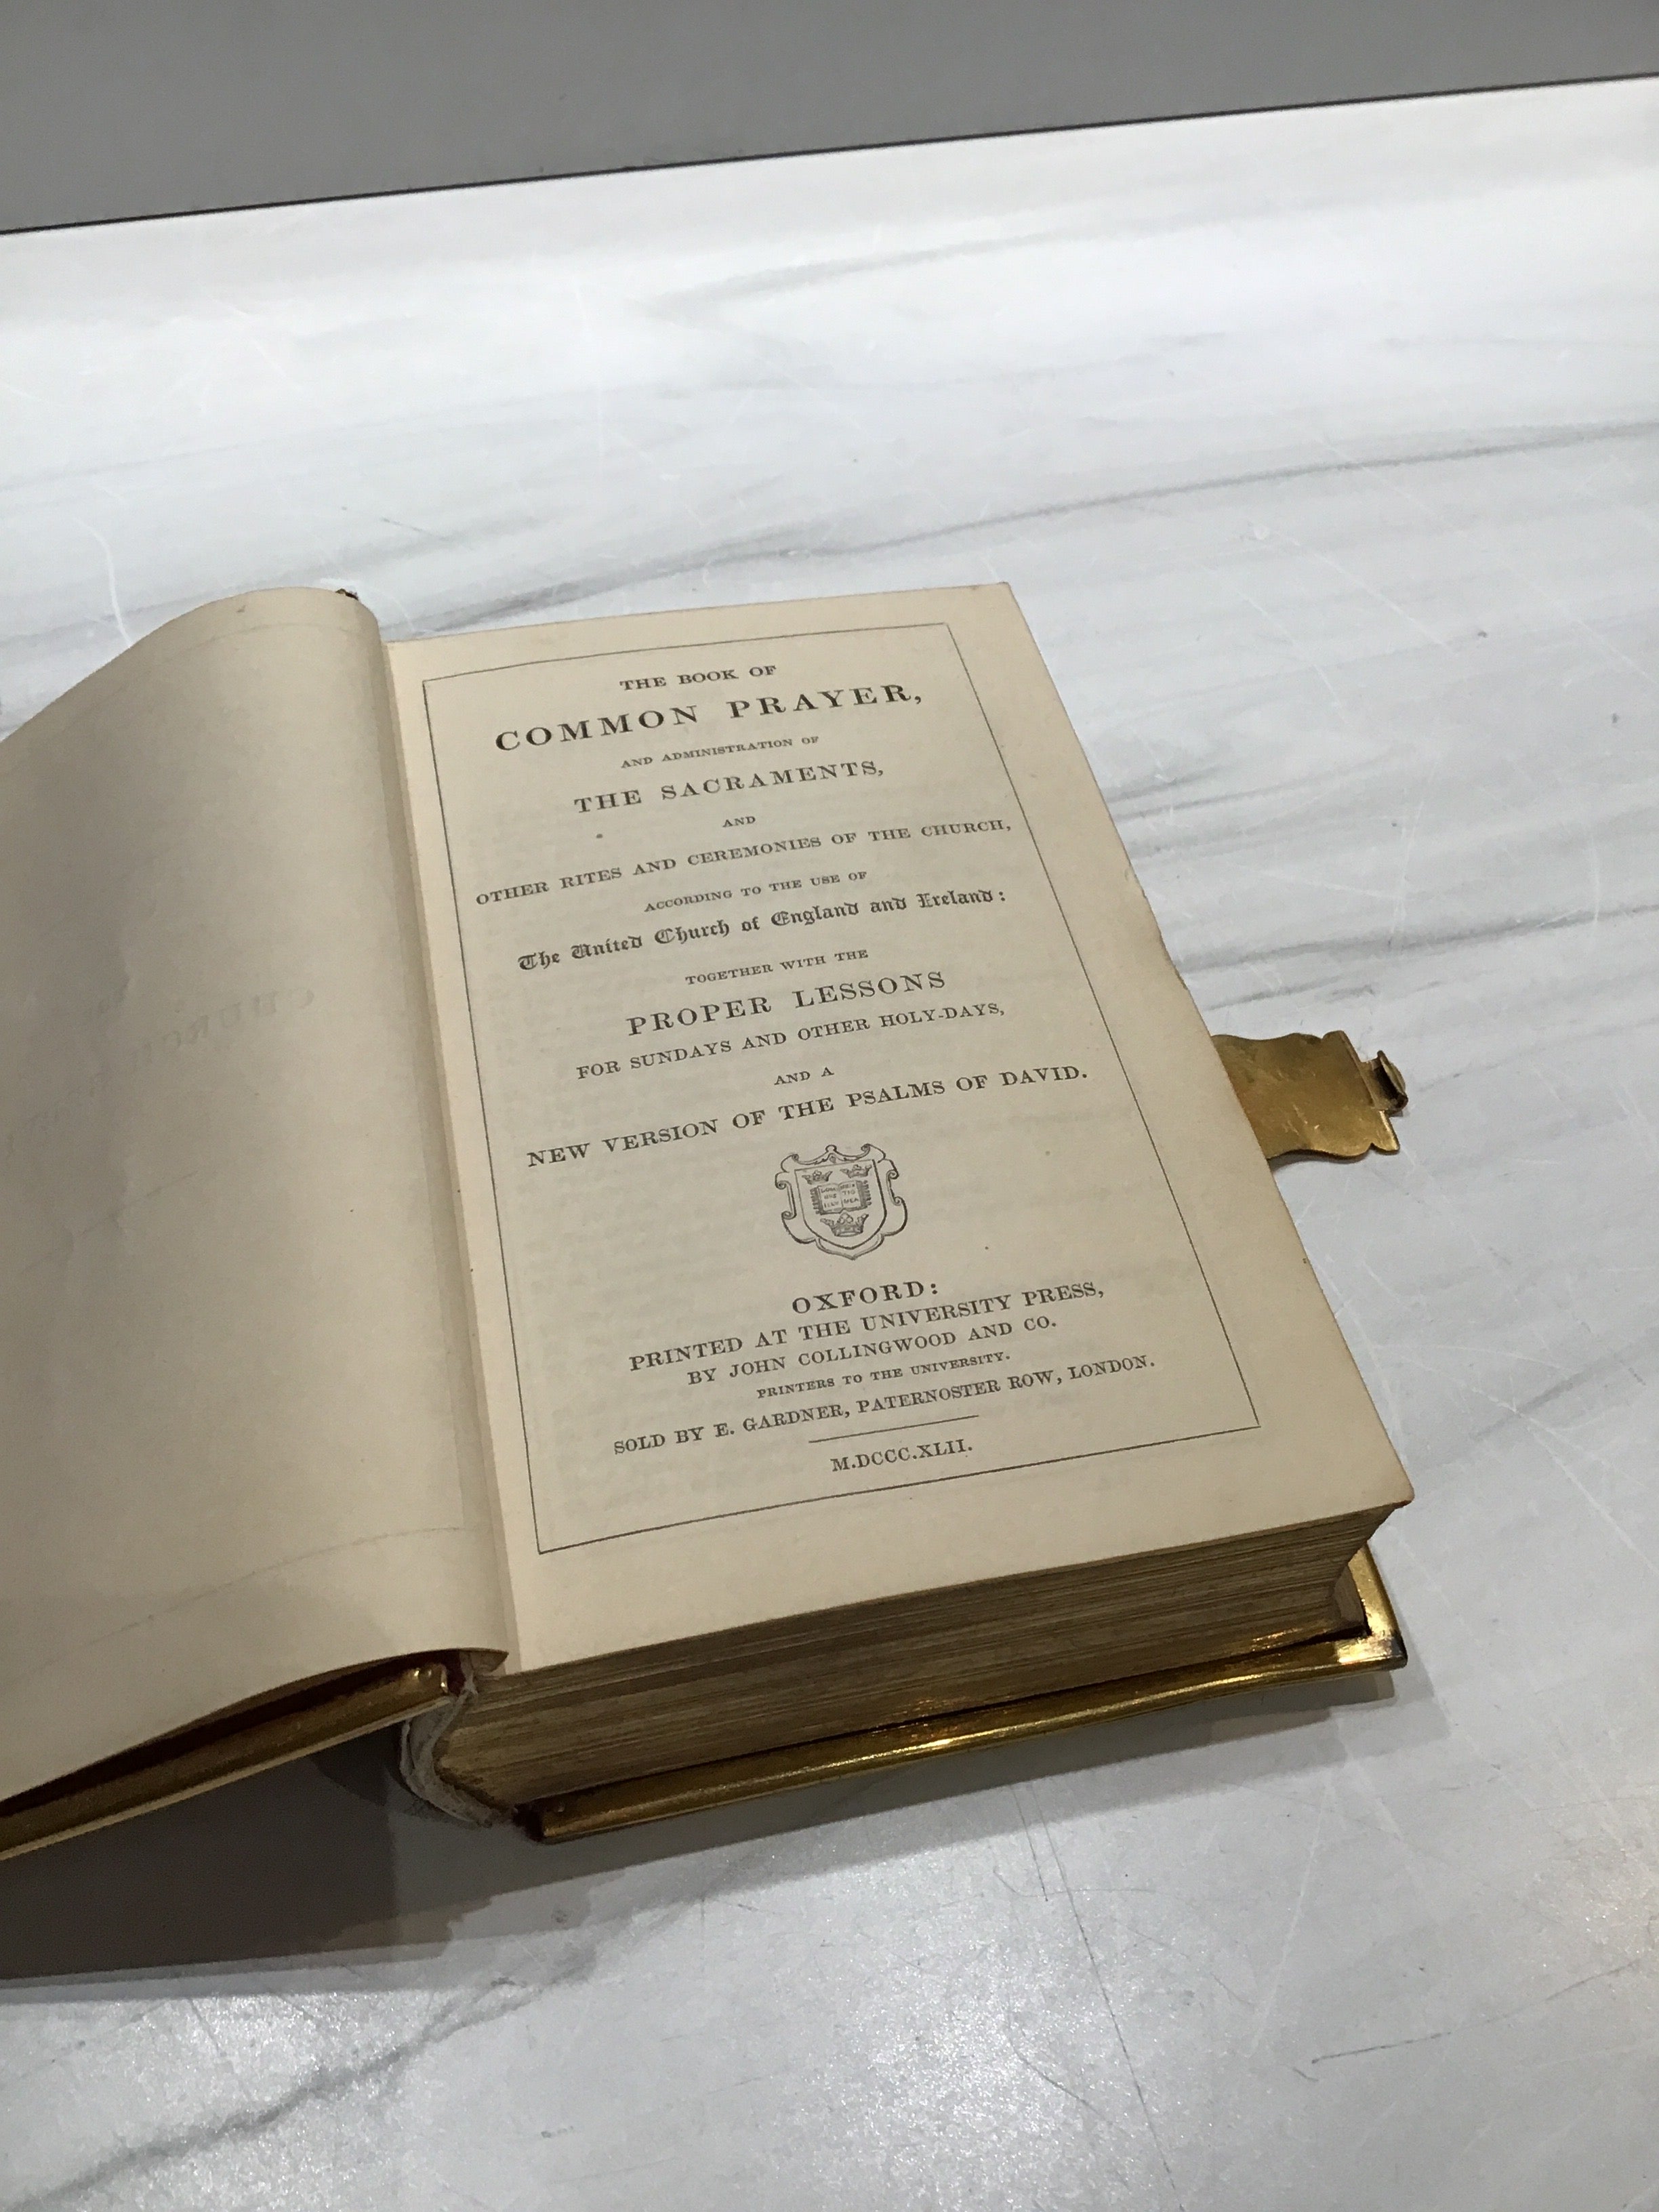 THE BOOK OF
COMMON PRAYER,
AND ADMINISTRATION OF
THE SACRAMENTS,
AND
OTHER RITES AND CEREMONIES OF THE CHURCH,
ACCORDING TO THE USE OF
The United Church of England and Ireland:
TOGETHER WITH THE
PROPER LESSONS
FOR SUNDAYS AND OTHER HOLY-DAYS,
AND A
NEW VERSION OF THE PSALMS OF DAVID.
OXFORD:
PRINTED AT THE UNIVERSITY PRESS,
BY JOHN COLLINGWOOD AND CO.
PRINTERS TO THE UNIVERSITY.
SOLD BY E. GARDNER, PATERNOSTER ROW, LONDON.
M.DCCC.XLII.